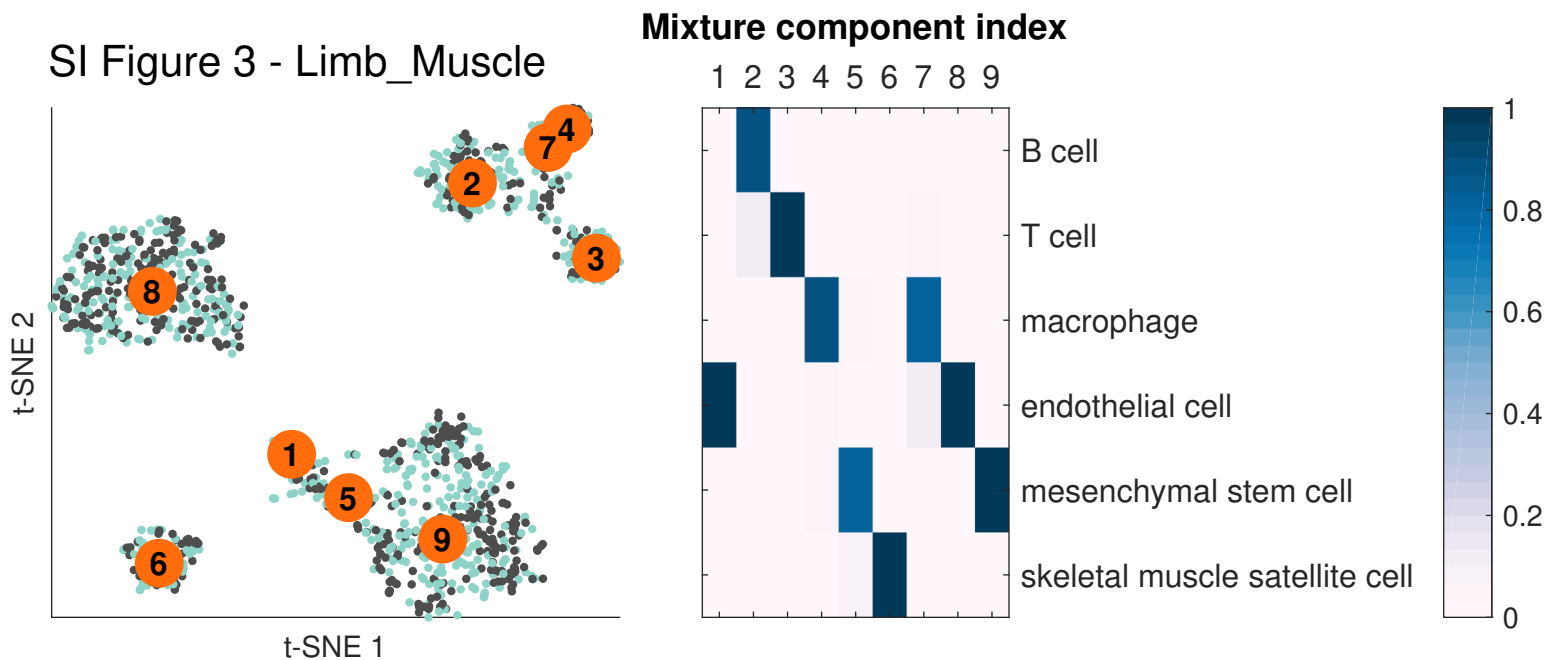 SI Figure 3 - Limb_Muscle
t-SNE 2
t-SNE 1
4
7
2
3
8
1
5
9
6
Mixture component index
1 2 3 4 5 6 7 8 9
B cell
T cell
macrophage
endothelial cell
mesenchymal stem cell
skeletal muscle satellite cell
1
0.8
0.6
0.4
0.2
0